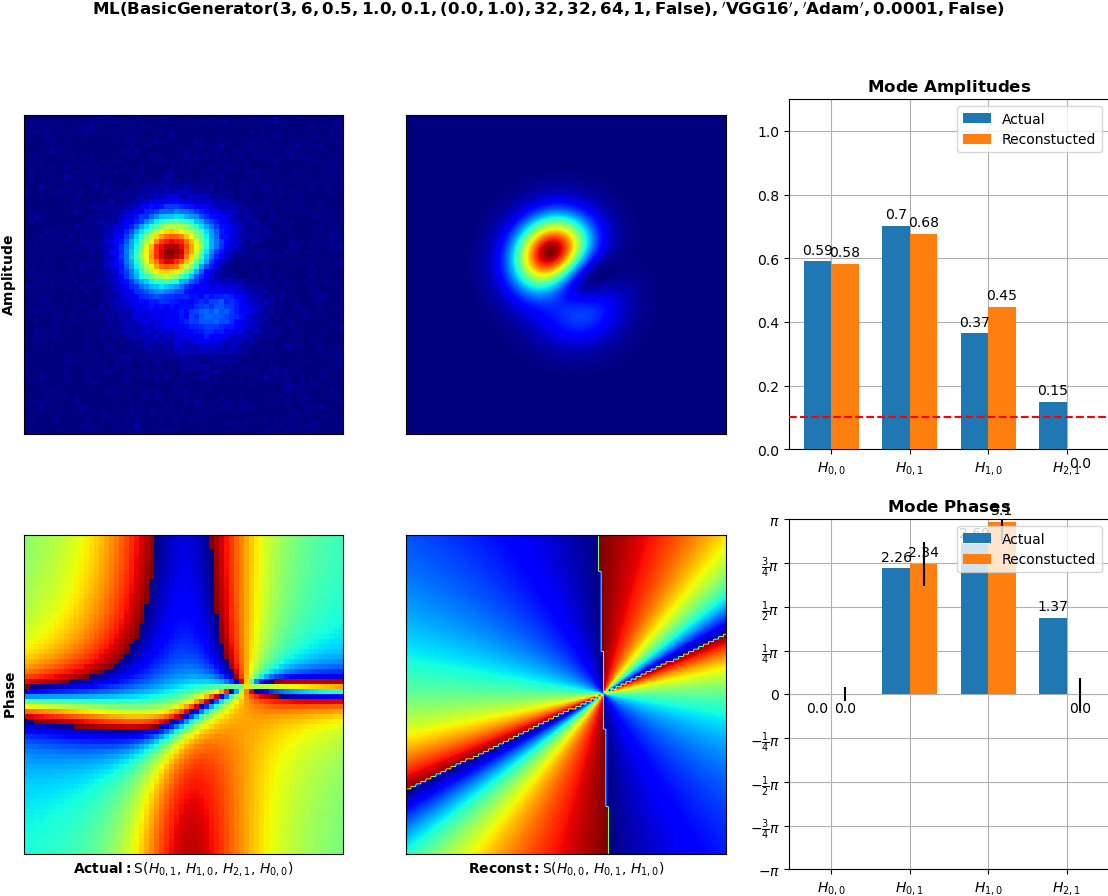 ML(BasicGenerator(3, 6, 0.5, 1.0, 0.1, (0.0, 1.0), 32, 32, 64, 1, False), ′VGG16′, ′Adam′, 0.0001, False)
Mode Amplitudes
Actual
Reconstucted
Amplitude
1.0
0.8
0.6
0.4
0.2
0.0
0.59
0.58
0.7
0.68
0.37
0.45
0.15
0.0
H0,0
H0,1
H1,0
H2,1
Mode Phases
Actual
Reconstucted
Phase
π
3/4π
1/2π
1/4π
0
−1/4π
−1/2π
−3/4π
−π
0.0
0.0
2.26
2.34
3.1
1.37
0.0
H0,0
H0,1
H1,0
H2,1
Actual: S(H0,1, H1,0, H2,1, H0,0)
Reconst: S(H0,0, H0,1, H1,0)